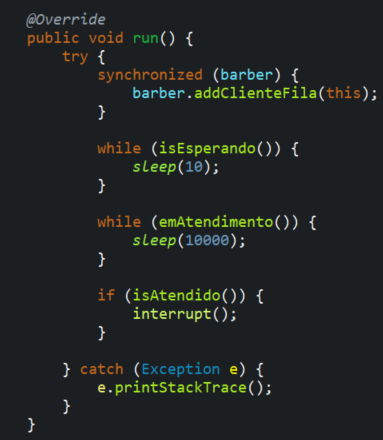 @Override
public void run() {
    try {
        synchronized (barber) {
            barber.addClienteFila(this);
        }

        while (isEsperando()) {
            sleep(10);
        }

        while (emAtendimento()) {
            sleep(10000);
        }

        if (isAtendido()) {
            interrupt();
        }

    } catch (Exception e) {
        e.printStackTrace();
    }
}